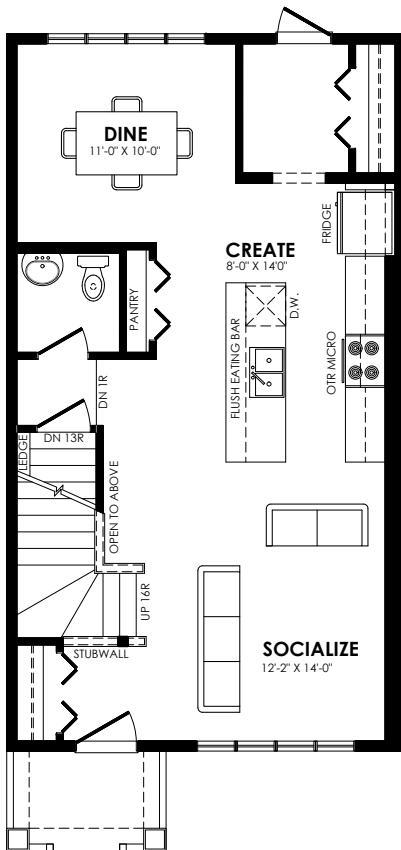 DINE
11'-0" X 10'-0"
FRIDGE
CREATE
8'-0" X 14'0"
PANTRY
D.W.
FLUSH EATING BAR
OTR MICRO
DN 1R
DN 13R
LEDGE
OPEN TO ABOVE
UP 16R
STUBWALL
SOCIALIZE
12'-2" X 14'-0"